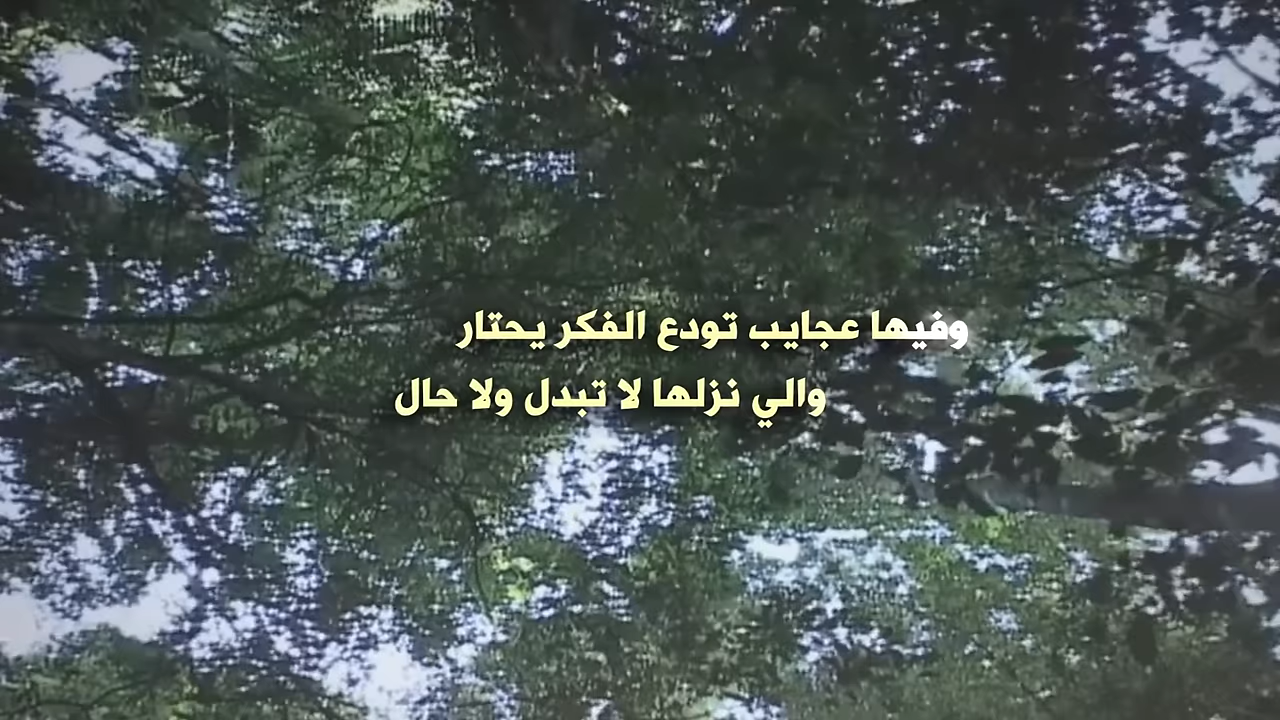 وفيها عجايب تودع الفكر يحتار
والي نزلها لا تبدل ولا حال